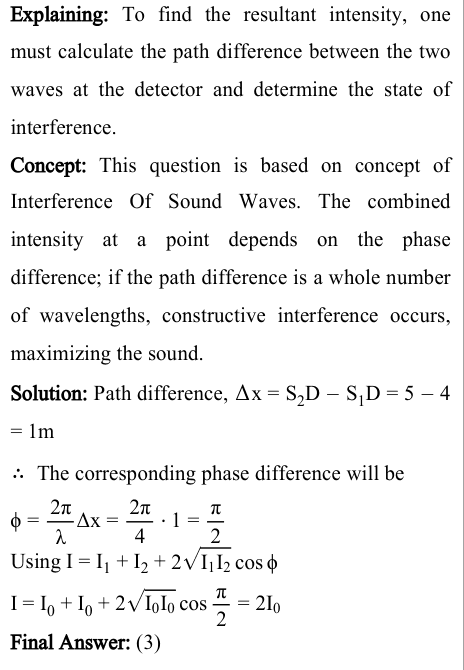 Explaining: To find the resultant intensity, one
must calculate the path difference between the two
waves at the detector and determine the state of
interference.
Concept: This question is based on concept of
Interference Of Sound Waves. The combined
intensity at a point depends on the phase
difference; if the path difference is a whole number
of wavelengths, constructive interference occurs,
maximizing the sound.
Solution: Path difference, Δx = S₂D – S₁D = 5 – 4
= 1m
∴ The corresponding phase difference will be
ϕ = 2π/λ Δx = 2π/4 · 1 = π/2
Using I = I₁ + I₂ + 2√I₁I₂ cos ϕ
I = I₀ + I₀ + 2√I₀I₀ cos π/2 = 2I₀
Final Answer: (3)